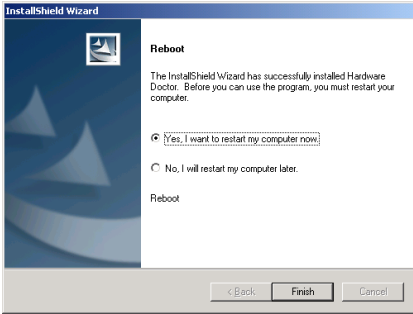 InstallShield Wizard
Reboot
The InstallShield Wizard has successfully installed Hardware
Doctor. Before you can use the program, you must restart your
computer.
Yes, I want to restart my computer now.
No, I will restart my computer later.
Reboot
< Back Finish Cancel